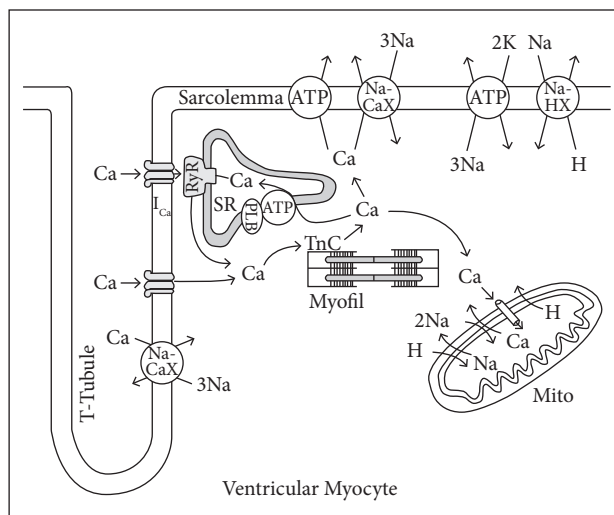 3Na
2K Na
Sarcolemma ATP
Na-
CaX
ATP
Na-
HX
Ca
3Na
H
Ca
RyR
Ca
I Ca
SR
PLB
ATP
Ca
TnC
Ca
Ca
Myofil
Ca
Ca
Na-
CaX
3Na
T-Tubule
H
2Na
Ca
H
Na
Mito
Ventricular Myocyte